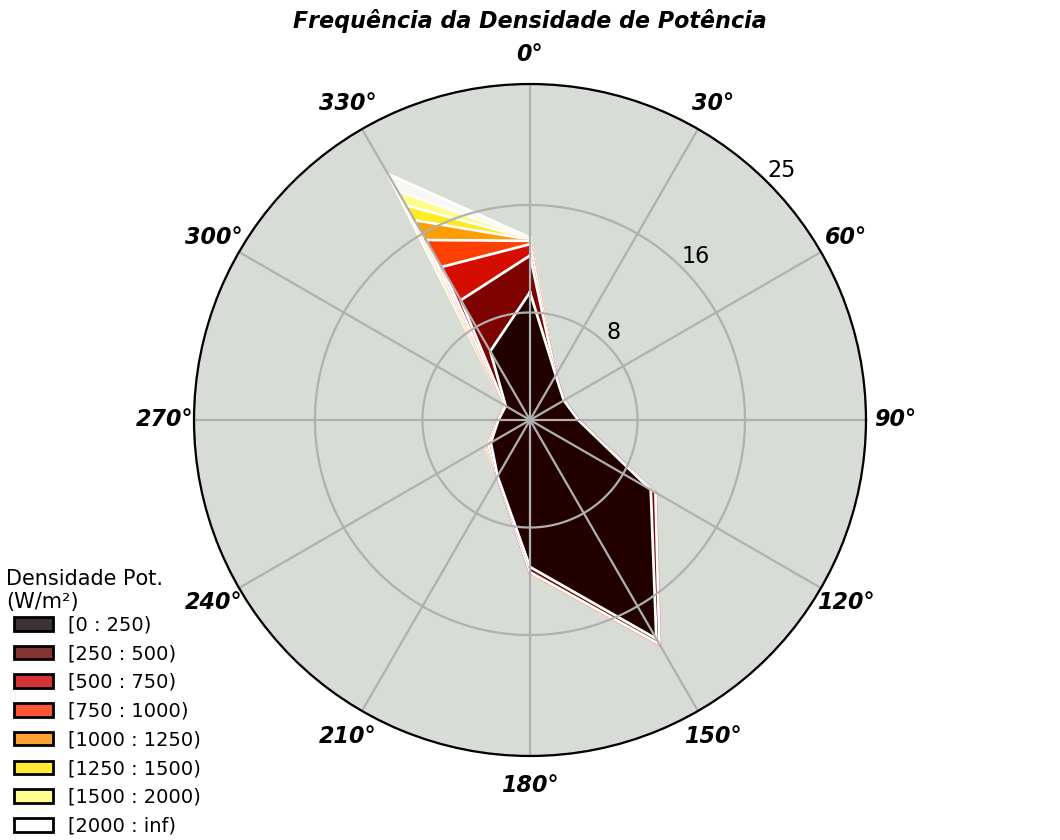 Frequência da Densidade de Potência
0°
330°
30°
25
300°
60°
16
8
270°
90°
240°
120°
210°
150°
180°
Densidade Pot.
(W/m²)
[0 : 250)
[250 : 500)
[500 : 750)
[750 : 1000)
[1000 : 1250)
[1250 : 1500)
[1500 : 2000)
[2000 : inf)